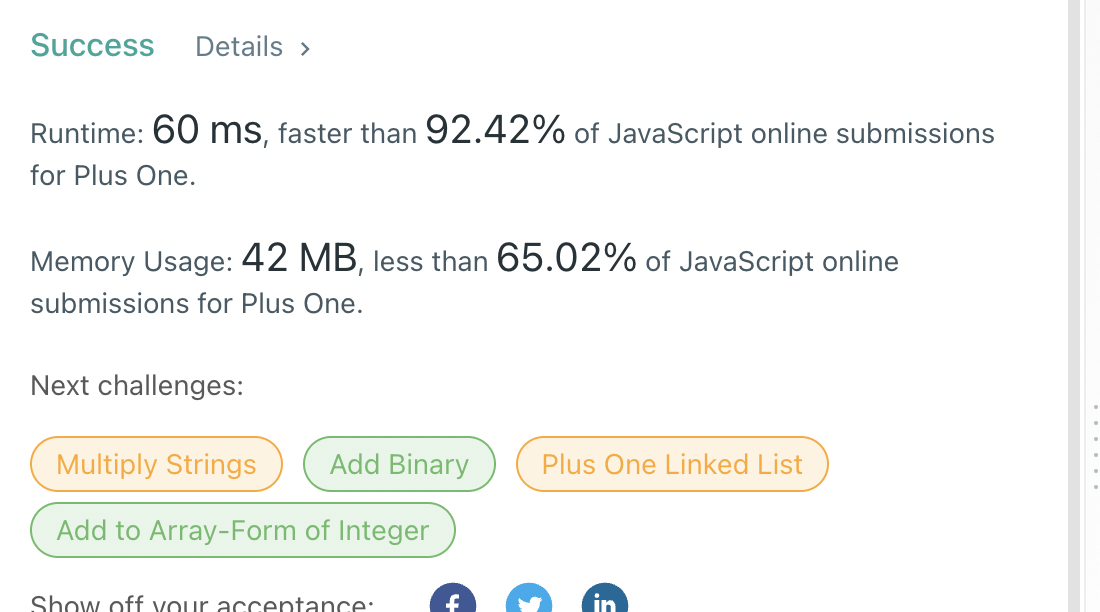 Success Details >
Runtime: 60 ms, faster than 92.42% of JavaScript online submissions
for Plus One.
Memory Usage: 42 MB, less than 65.02% of JavaScript online
submissions for Plus One.
Next challenges:
Multiply Strings Add Binary Plus One Linked List
Add to Array-Form of Integer
Show off your acceptance: f in